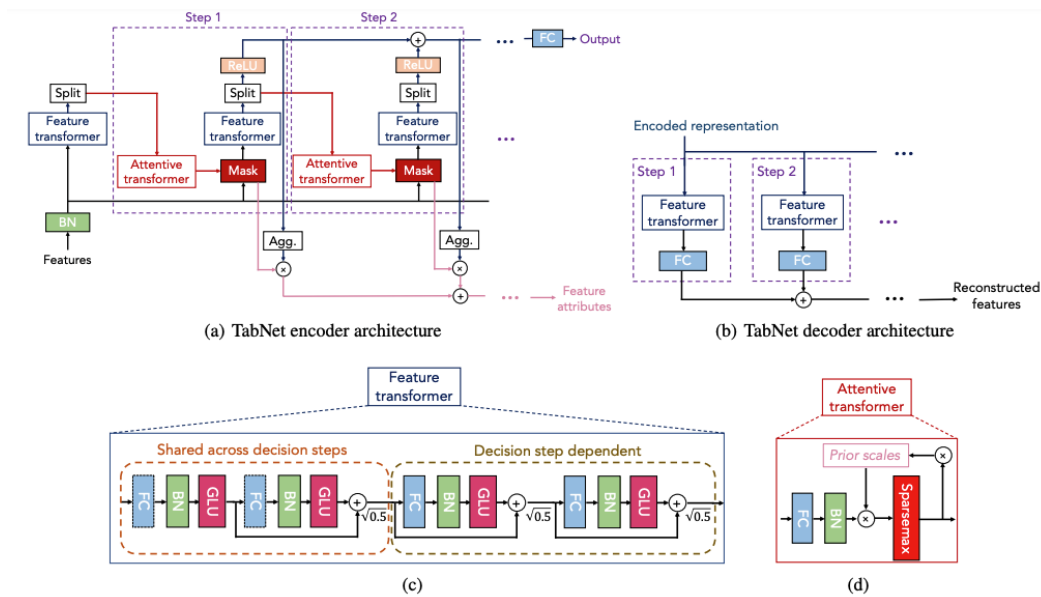 Step 1
Step 2
ReLU
+
ReLU
...
FC
Output
Split
Split
Split
Feature
transformer
Feature
transformer
Feature
transformer
...
Attentive
transformer
Mask
Attentive
transformer
Mask
BN
Features
Agg.
Agg.
×
×
+
...
Feature
attributes
(a) TabNet encoder architecture
Encoded representation
...
Step 1
Step 2
Feature
transformer
Feature
transformer
...
FC
FC
+
...
Reconstructed
features
(b) TabNet decoder architecture
Feature
transformer
Shared across decision steps
Decision step dependent
FC
BN
GLU
FC
BN
GLU
+
√0.5
FC
BN
GLU
+
√0.5
FC
BN
GLU
+
√0.5
(c)
Attentive
transformer
Prior scales
×
FC
BN
×
Sparsemax
(d)